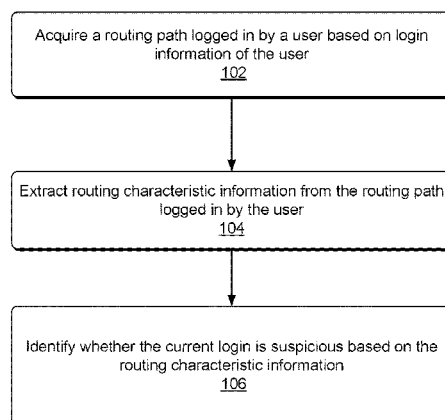 Acquire a routing path logged in by a user based on login
information of the user
102
Extract routing characteristic information from the routing path
logged in by the user
104
Identify whether the current login is suspicious based on the
routing characteristic information
106